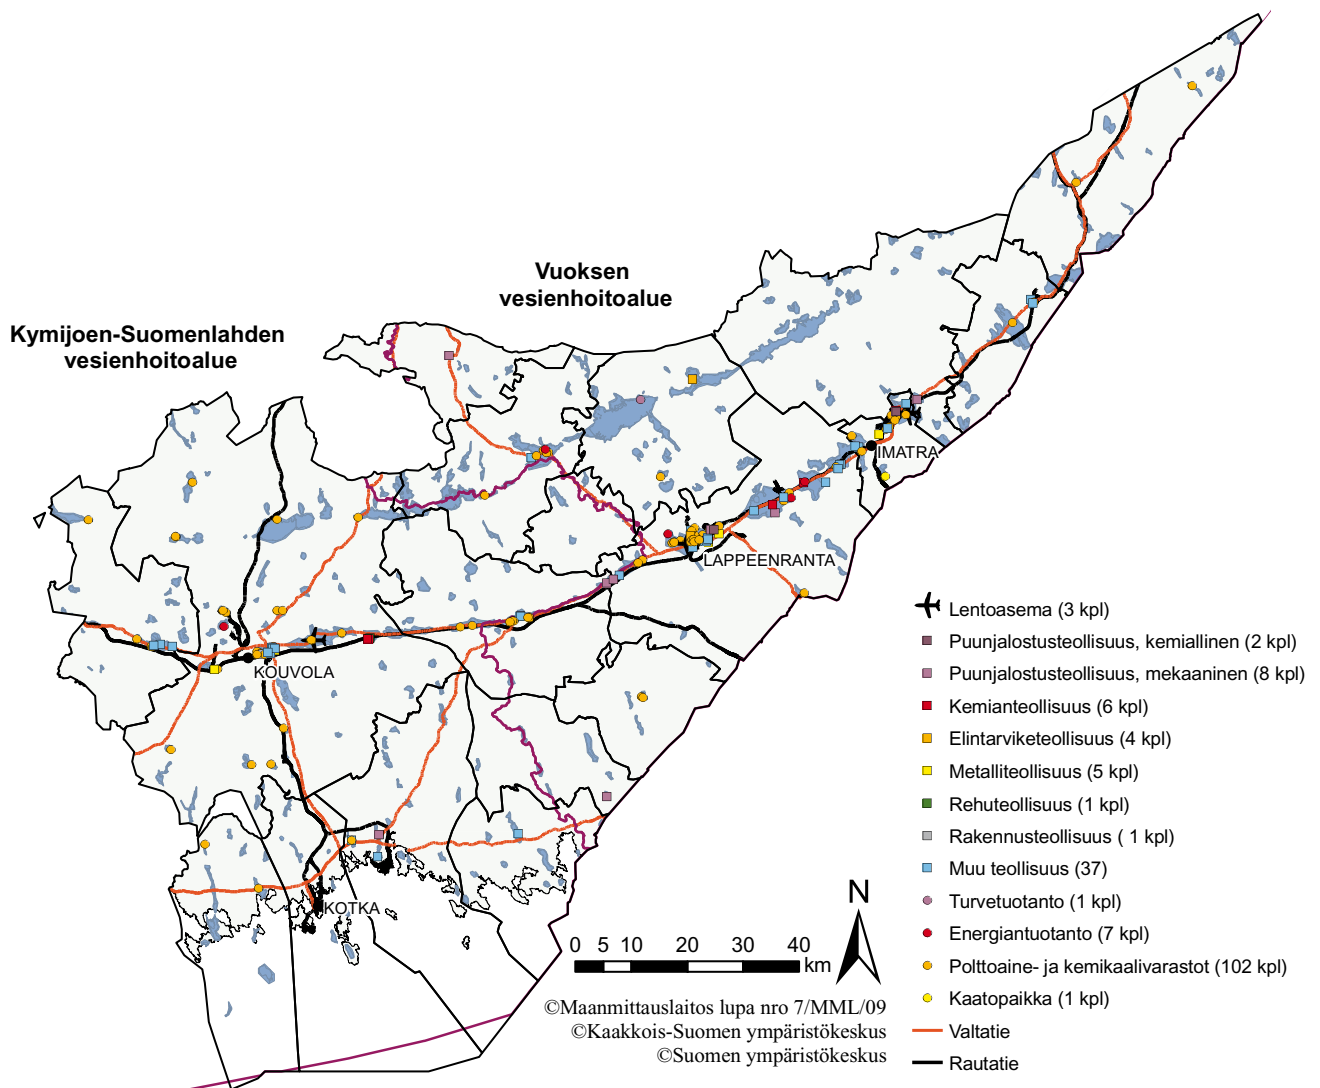 Vuoksen
vesienhoitoalue
Kymijoen-Suomenlahden
vesienhoitoalue
IMATRA
LAPPEENRANTA
KOUVOLA
KOTKA
Lentoasema (3 kpl)
Puunjalostusteollisuus, kemiallinen (2 kpl)
Puunjalostusteollisuus, mekaaninen (8 kpl)
Kemianteollisuus (6 kpl)
Elintarviketeollisuus (4 kpl)
Metalliteollisuus (5 kpl)
Rehuteollisuus (1 kpl)
Rakennusteollisuus ( 1 kpl)
Muu teollisuus (37)
Turvetuotanto (1 kpl)
Energiantuotanto (7 kpl)
Polttoaine- ja kemikaalivarastot (102 kpl)
Kaatopaikka (1 kpl)
Valtatie
Rautatie
N
0 5 10 20 30 40
km
©Maanmittauslaitos lupa nro 7/MML/09
©Kaakkois-Suomen ympäristökeskus
©Suomen ympäristökeskus